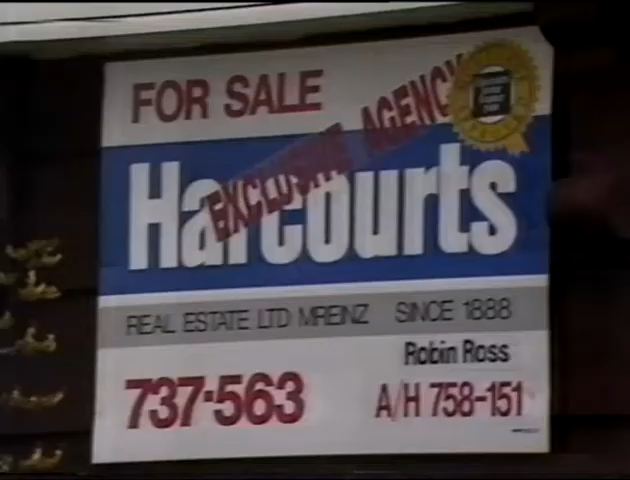 FOR SALE
EXCLUSIVE AGENCY
Harcourts
REAL ESTATE LTD MREINZ SINCE 1888
Robin Ross
737-563 A/H 758-151